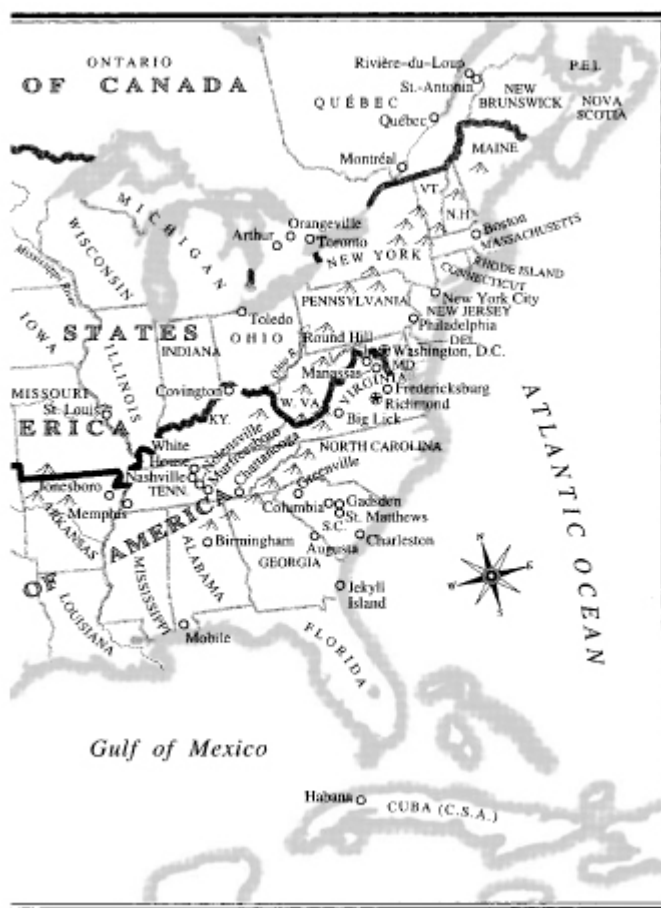 ONTARIO
OF CANADA
Rivière-du-Loup
St.-Antonin
P.E.I.
QUÉBEC
NEW
BRUNSWICK
NOVA
SCOTIA
Québec
MAINE
Montréal
VT.
N.H.
MICHIGAN
Orangeville
Arthur
Toronto
Boston
MASSACHUSETTS
WISCONSIN
NEW YORK
RHODE ISLAND
CONNECTICUT
Mississippi River
PENNSYLVANIA
New York City
NEW JERSEY
IOWA
STATES
Toledo
OHIO
Philadelphia
DEL.
Round Hill
Washington, D.C.
ILLINOIS
INDIANA
Ohio R.
Manassas
MD.
MISSOURI
Covington
W. VA.
VIRGINIA
Fredericksburg
St. Louis
KY.
Richmond
ERICA
Big Lick
White
House
Nolensville
Murfreesboro
Chattanooga
NORTH CAROLINA
Nashville
TENN.
Greenville
Jonesboro
Memphis
Columbia
Gadsden
St. Matthews
S.C.
ARKANSAS
AMERICA
Birmingham
Augusta
Charleston
GEORGIA
ALABAMA
MISSISSIPPI
LOUISIANA
Jekyll
Island
Mobile
FLORIDA
ATLANTIC OCEAN
N
E
S
W
Gulf of Mexico
Habana
CUBA (C.S.A.)